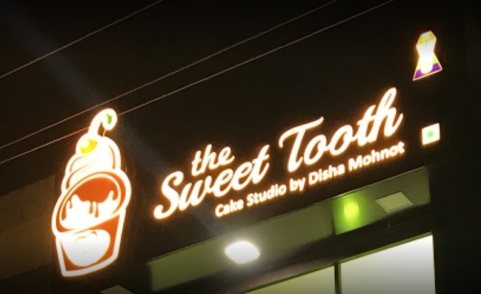 the
Sweet Tooth
Cake Studio by Disha Mohnot